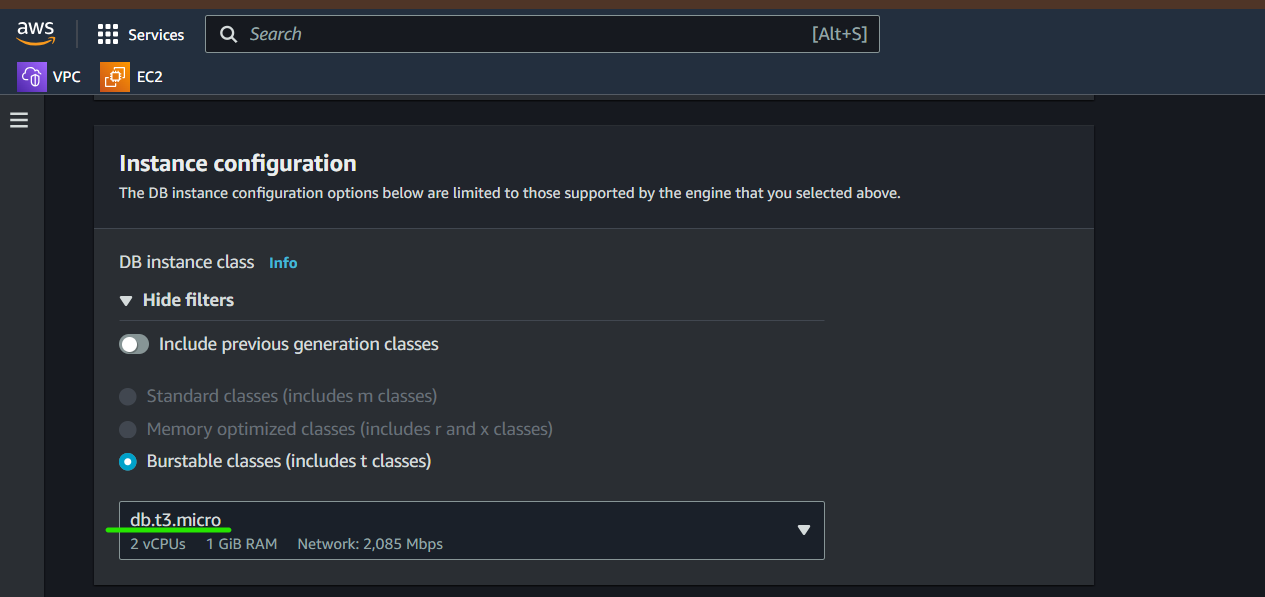 aws
Services
Search
[Alt+S]
VPC
EC2
Instance configuration
The DB instance configuration options below are limited to those supported by the engine that you selected above.
DB instance class Info
Hide filters
Include previous generation classes
Standard classes (includes m classes)
Memory optimized classes (includes r and x classes)
Burstable classes (includes t classes)
db.t3.micro
2 vCPUs 1 GiB RAM Network: 2,085 Mbps